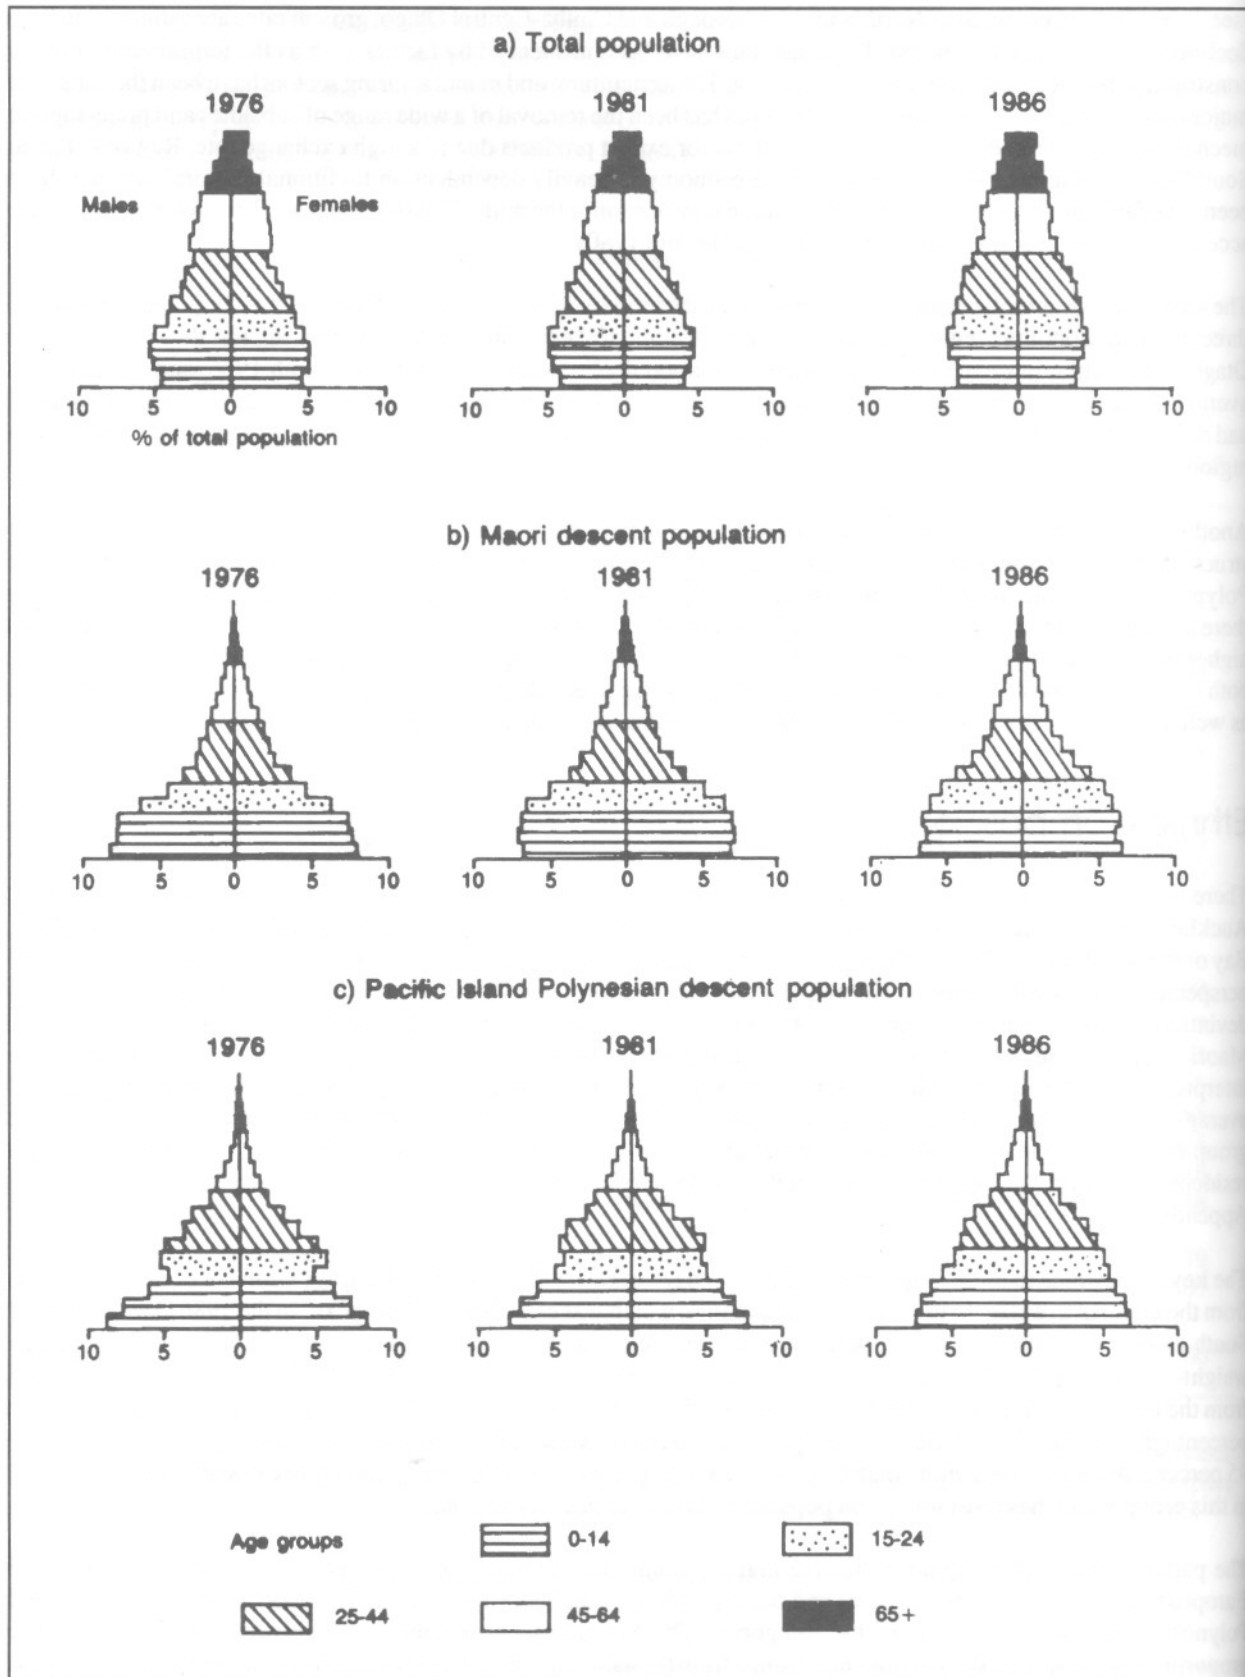 a) Total population
1976 1981 1986
Males Females
10 5 0 5 10 10 5 0 5 10 10 5 0 5 10
% of total population
b) Maori descent population
1976 1981 1986
10 5 0 5 10 10 5 0 5 10 10 5 0 5 10
c) Pacific Island Polynesian descent population
1976 1981 1986
10 5 0 5 10 10 5 0 5 10 10 5 0 5 10
Age groups 0-14 15-24
25-44 45-64 65+